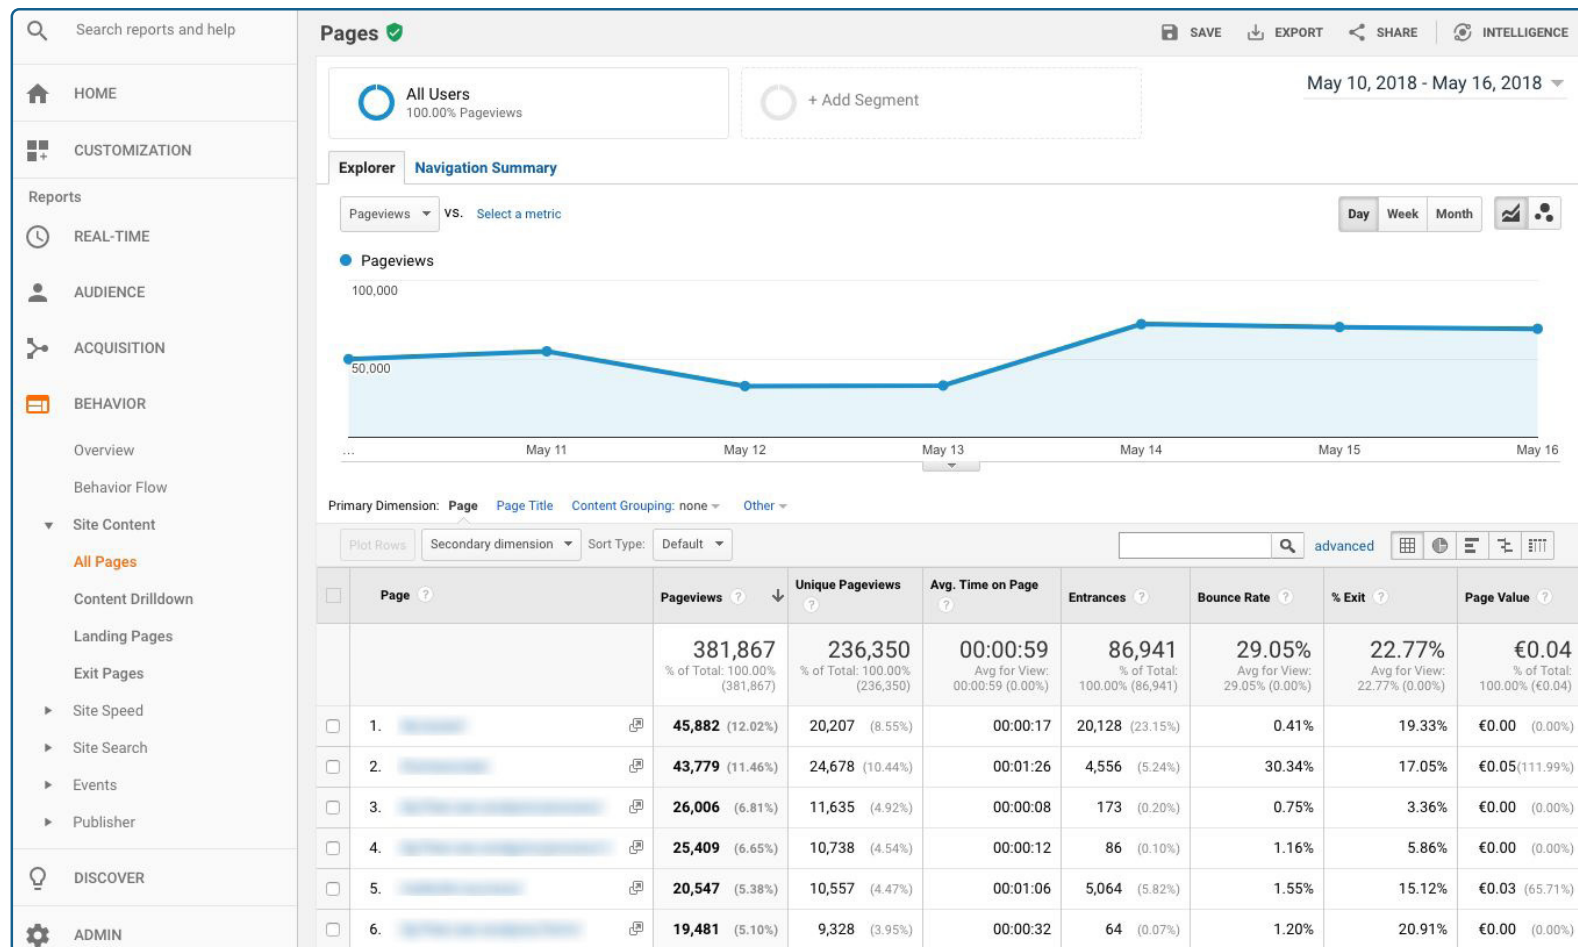 Search reports and help
HOME
CUSTOMIZATION
Reports
REAL-TIME
AUDIENCE
ACQUISITION
BEHAVIOR
Overview
Behavior Flow
Site Content
All Pages
Content Drilldown
Landing Pages
Exit Pages
Site Speed
Site Search
Events
Publisher
DISCOVER
ADMIN
Pages
SAVE EXPORT SHARE INTELLIGENCE
All Users
100.00% Pageviews
+ Add Segment
May 10, 2018 - May 16, 2018
Explorer Navigation Summary
Pageviews VS. Select a metric
Day Week Month
Pageviews
100,000
50,000
... May 11 May 12 May 13 May 14 May 15 May 16
Primary Dimension: Page Page Title Content Grouping: none Other
Plot Rows Secondary dimension Sort Type: Default advanced
Page ? Pageviews ? Unique Pageviews ? Avg. Time on Page ? Entrances ? Bounce Rate ? % Exit ? Page Value ?
381,867 236,350 00:00:59 86,941 29.05% 22.77% €0.04
% of Total: 100.00% % of Total: 100.00% Avg for View: % of Total: Avg for View: Avg for View: % of Total:
(381,867) (236,350) 00:00:59 (0.00%) 100.00% (86,941) 29.05% (0.00%) 22.77% (0.00%) 100.00% (€0.04)
1. 45,882 (12.02%) 20,207 (8.55%) 00:00:17 20,128 (23.15%) 0.41% 19.33% €0.00 (0.00%)
2. 43,779 (11.46%) 24,678 (10.44%) 00:01:26 4,556 (5.24%) 30.34% 17.05% €0.05 (111.99%)
3. 26,006 (6.81%) 11,635 (4.92%) 00:00:08 173 (0.20%) 0.75% 3.36% €0.00 (0.00%)
4. 25,409 (6.65%) 10,738 (4.54%) 00:00:12 86 (0.10%) 1.16% 5.86% €0.00 (0.00%)
5. 20,547 (5.38%) 10,557 (4.47%) 00:01:06 5,064 (5.82%) 1.55% 15.12% €0.03 (65.71%)
6. 19,481 (5.10%) 9,328 (3.95%) 00:00:32 64 (0.07%) 1.20% 20.91% €0.00 (0.00%)